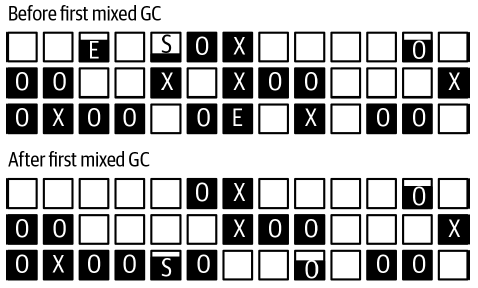 Before first mixed GC
E S O X O
O O X X O O X
O X O O O E X O O
After first mixed GC
O X O
O O X O O X
O X O O S O O O O